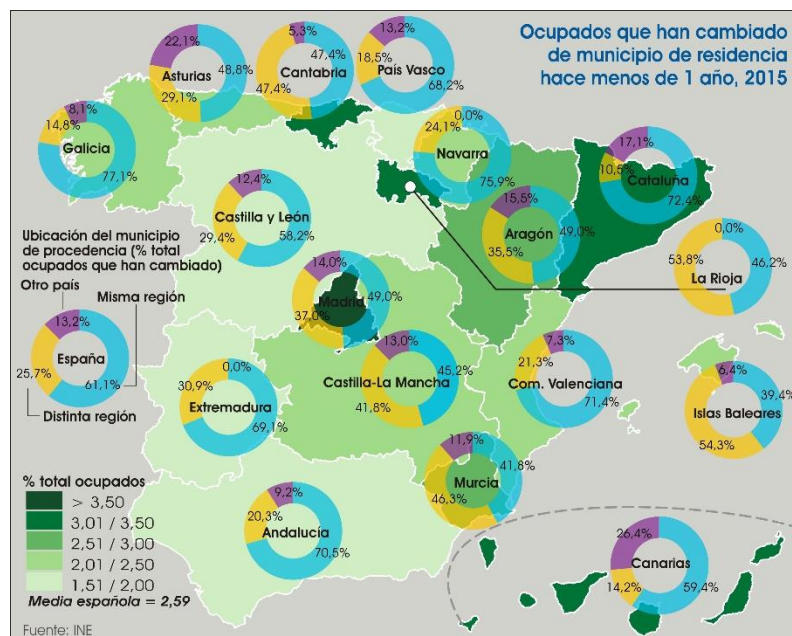 Ocupados que han cambiado
de municipio de residencia
hace menos de 1 año, 2015
22,1%
48,8%
Asturias
29,1%
5,3%
47,4%
Cantabria
47,4%
13,2%
18,5%
País Vasco
68,2%
8,1%
14,8%
Galicia
77,1%
0,0%
24,1%
Navarra
75,9%
17,1%
10,5%
Cataluña
72,4%
12,4%
Castilla y León
29,4%
58,2%
15,5%
Aragón
49,0%
35,5%
0,0%
53,8%
46,2%
La Rioja
Ubicación del municipio
de procedencia (% total
ocupados que han cambiado)
Otro país
Misma región
13,2%
España
25,7%
61,1%
Distinta región
14,0%
Madrid
49,0%
37,0%
13,0%
45,2%
Castilla-La Mancha
41,8%
7,3%
21,3%
Com. Valenciana
71,4%
6,4%
39,4%
Islas Baleares
54,3%
0,0%
30,9%
Extremadura
69,1%
11,9%
41,8%
Murcia
46,3%
9,2%
20,3%
Andalucía
70,5%
26,4%
Canarias
14,2%
59,4%
% total ocupados
> 3,50
3,01 / 3,50
2,51 / 3,00
2,01 / 2,50
1,51 / 2,00
Media española = 2,59
Fuente: INE